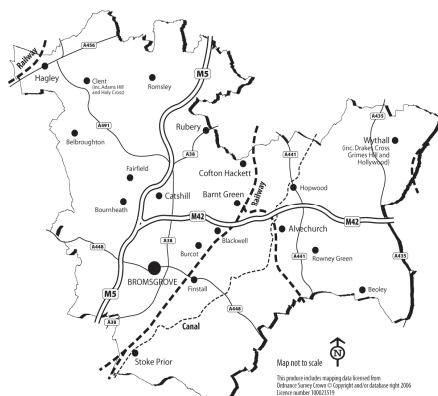 A456
Railway
Hagley
Clent
(inc. Adams Hill
and Holy Cross)
Romsley
M5
A435
A491
Rubery
A38
Belbroughton
Cofton Hackett
A441
Wythall
(inc. Drakes Cross
Grimes Hill and
Hollywood)
Fairfield
Catshill
Barnt Green
Railway
Hopwood
Bournheath
M42
M42
A448
A38
Blackwell
Alvechurch
Burcot
Rowney Green
A441
A435
BROMSGROVE
M5
Finstall
Beoley
A38
Canal
A448
Stoke Prior
Map not to scale
N
This produce includes mapping data licensed from
Ordnance Survey Crown © Copyright and/or database right 2006
Licence number 100023519